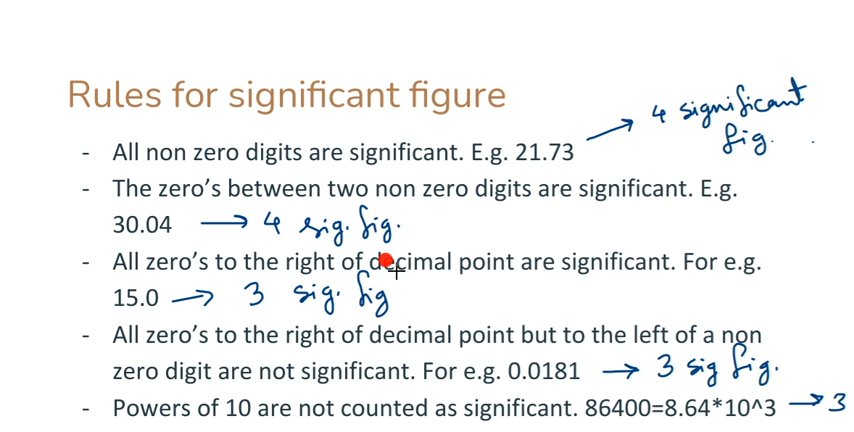 Rules for significant figure
- All non zero digits are significant. E.g. 21.73 → 4 significant
fig.
- The zero's between two non zero digits are significant. E.g.
30.04 → 4 sig. fig.
- All zero's to the right of decimal point are significant. For e.g.
15.0 → 3 sig. fig
- All zero's to the right of decimal point but to the left of a non
zero digit are not significant. For e.g. 0.0181 → 3 sig fig.
- Powers of 10 are not counted as significant. 86400=8.64*10^3 → 3